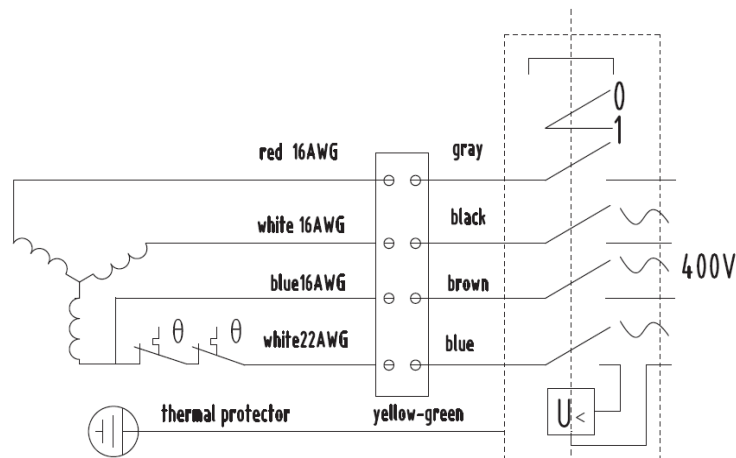 0
1
red 16AWG gray
white 16AWG black
blue16AWG brown
400V
θ θ white22AWG blue
thermal protector yellow-green
U<